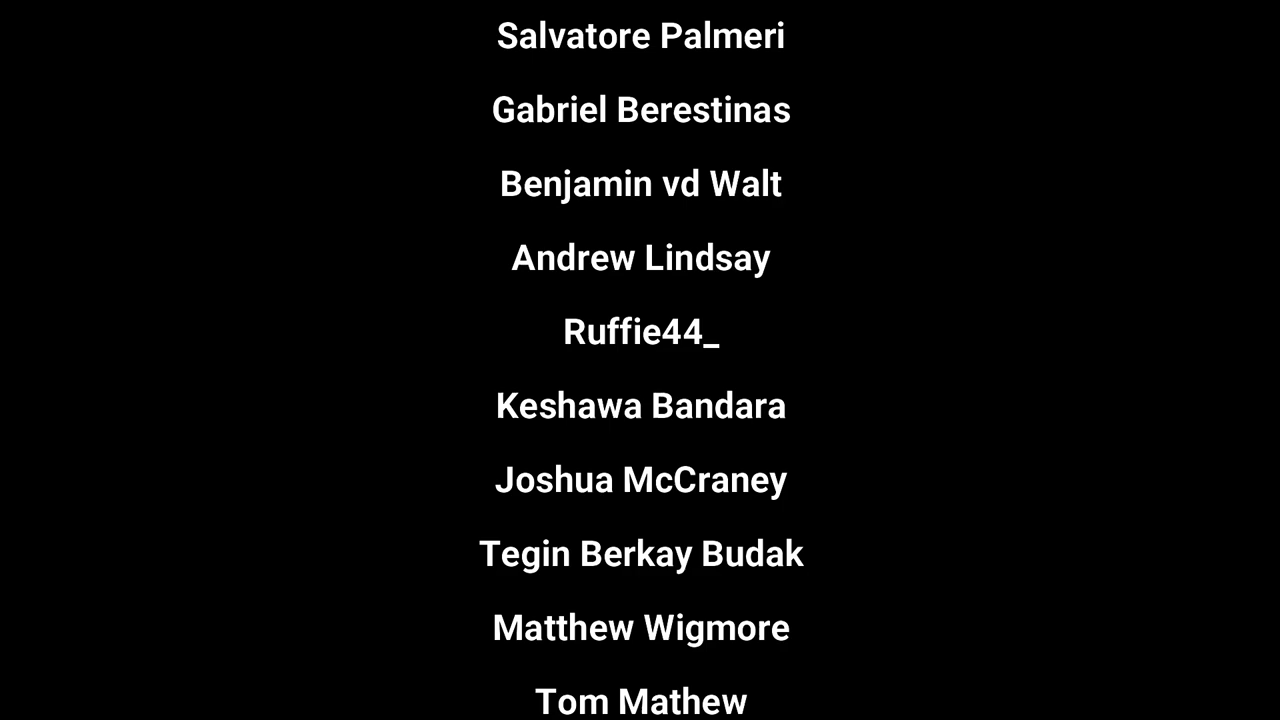 Salvatore Palmeri
Gabriel Berestinas
Benjamin vd Walt
Andrew Lindsay
Ruffie44_
Keshawa Bandara
Joshua McCraney
Tegin Berkay Budak
Matthew Wigmore
Tom Mathew